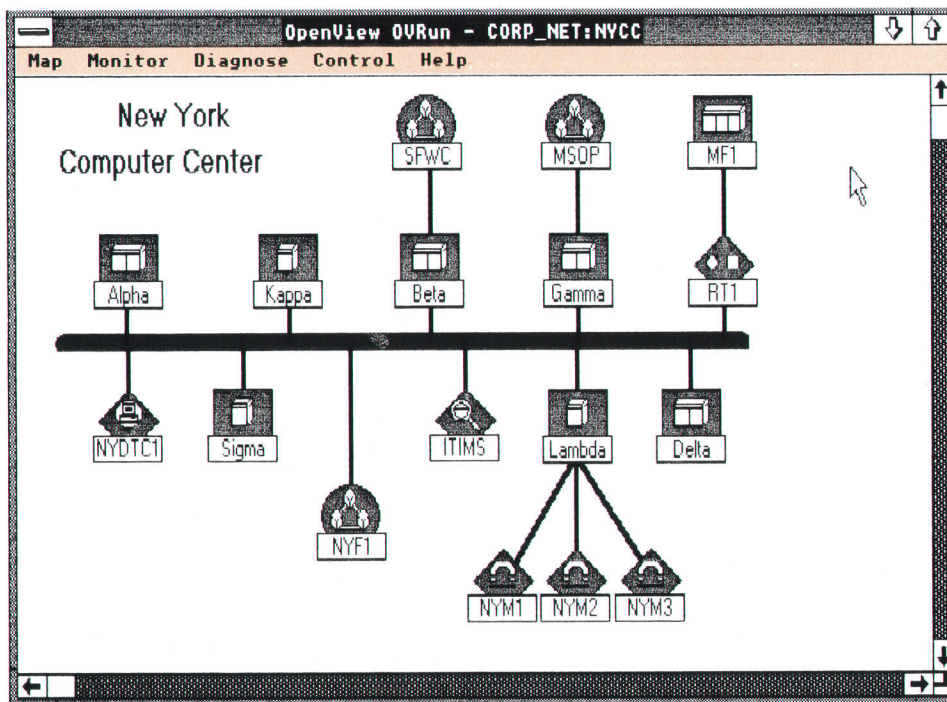 OpenView OVRun - CORP_NET:NYCC
Map Monitor Diagnose Control Help
New York
Computer Center
SFWC MSOP MF1
Alpha Kappa Beta Gamma RT1
NYDTC1 Sigma ITIMS Lambda Delta
NYF1
NYM1 NYM2 NYM3